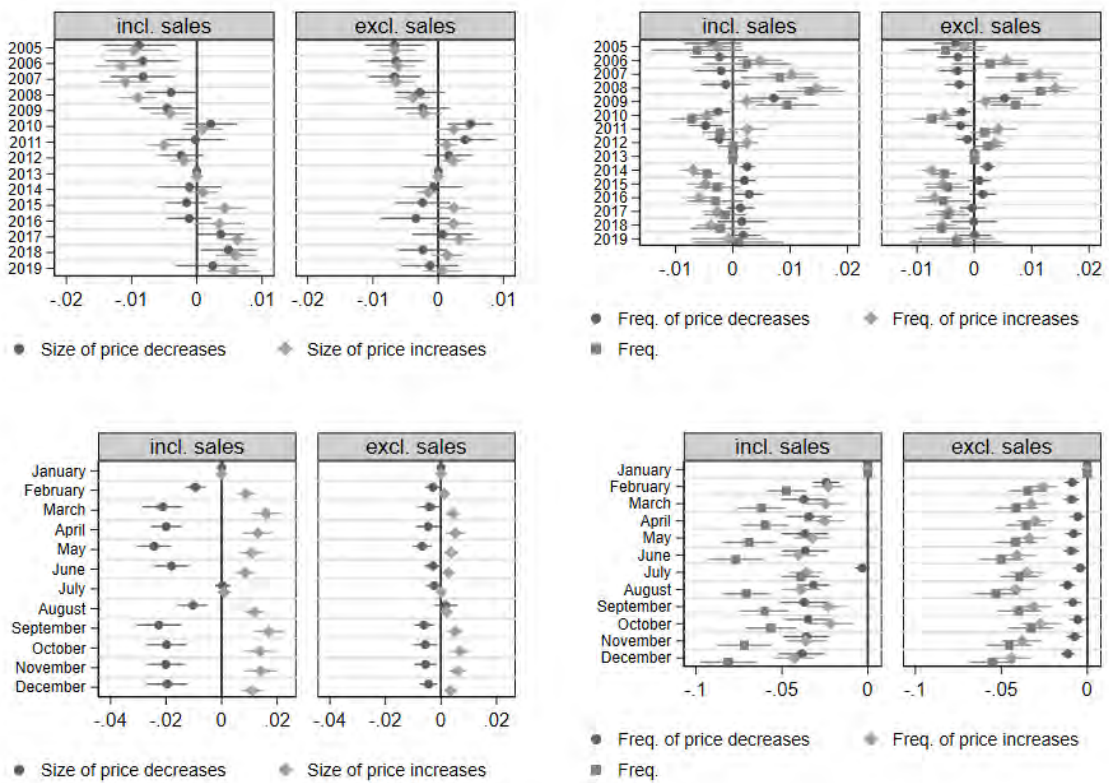 incl. sales excl. sales
2005
2006
2007
2008
2009
2010
2011
2012
2013
2014
2015
2016
2017
2018
2019
-.02 -.01 0 .01 -.02 -.01 0 .01
Size of price decreases Size of price increases
incl. sales excl. sales
2005
2006
2007
2008
2009
2010
2011
2012
2013
2014
2015
2016
2017
2018
2019
-.01 0 .01 .02 -.01 0 .01 .02
Freq. of price decreases Freq. of price increases
Freq.
incl. sales excl. sales
January
February
March
April
May
June
July
August
September
October
November
December
-.04 -.02 0 .02 -.04 -.02 0 .02
Size of price decreases Size of price increases
incl. sales excl. sales
January
February
March
April
May
June
July
August
September
October
November
December
-.1 -.05 0 -.1 -.05 0
Freq. of price decreases Freq. of price increases
Freq.